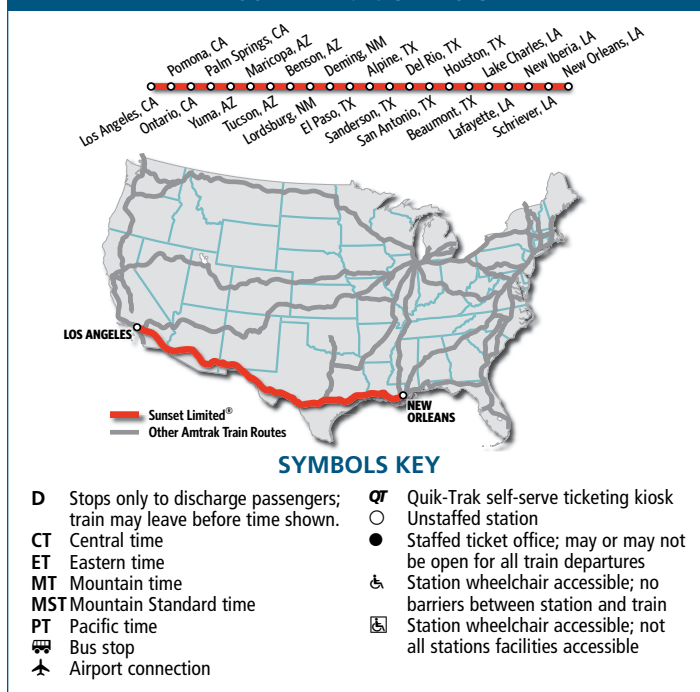 Pomona, CA
Palm Springs, CA
Maricopa, AZ
Benson, AZ
Deming, NM
Alpine, TX
Del Rio, TX
Houston, TX
Lake Charles, LA
New Iberia, LA
New Orleans, LA
Los Angeles, CA
Ontario, CA
Yuma, AZ
Tucson, AZ
Lordsburg, NM
El Paso, TX
Sanderson, TX
San Antonio, TX
Beaumont, TX
Lafayette, LA
Schriever, LA
LOS ANGELES
NEW
ORLEANS
Sunset Limited®
Other Amtrak Train Routes
SYMBOLS KEY
D Stops only to discharge passengers;
train may leave before time shown.
CT Central time
ET Eastern time
MT Mountain time
MST Mountain Standard time
PT Pacific time
Bus stop
Airport connection
QT Quik-Trak self-serve ticketing kiosk
Unstaffed station
Staffed ticket office; may or may not
be open for all train departures
Station wheelchair accessible; no
barriers between station and train
Station wheelchair accessible; not
all stations facilities accessible